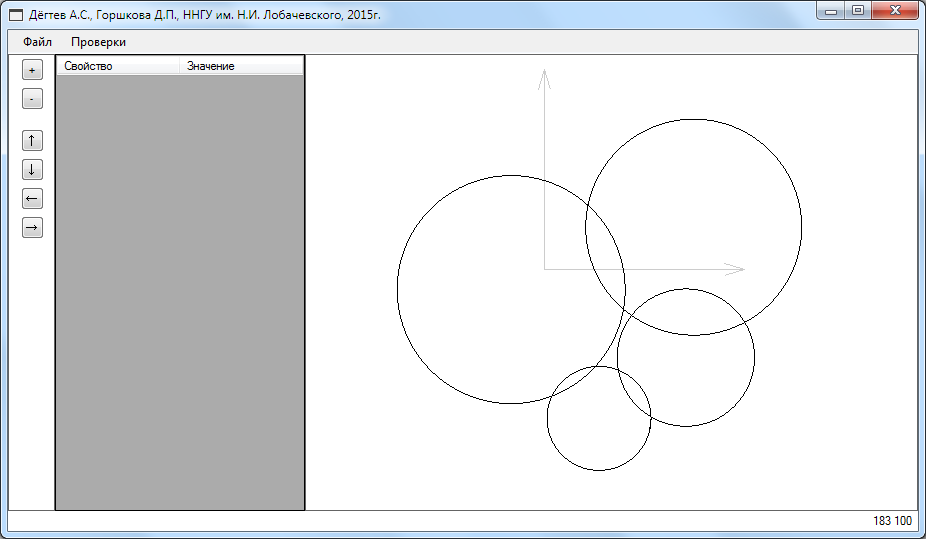 Дёгтев А.С., Горшкова Д.П., ННГУ им. Н.И. Лобачевского, 2015г.
Файл Проверки
+
-
↑
↓
←
→
Свойство Значение
183 100